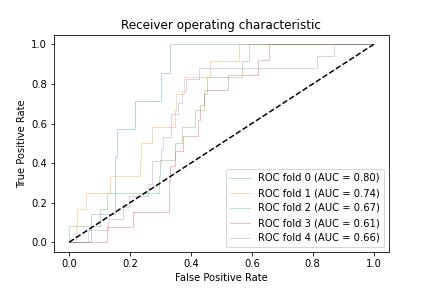 Receiver operating characteristic
True Positive Rate
1.0
0.8
0.6
0.4
0.2
0.0
ROC fold 0 (AUC = 0.80)
ROC fold 1 (AUC = 0.74)
ROC fold 2 (AUC = 0.67)
ROC fold 3 (AUC = 0.61)
ROC fold 4 (AUC = 0.66)
0.0 0.2 0.4 0.6 0.8 1.0
False Positive Rate